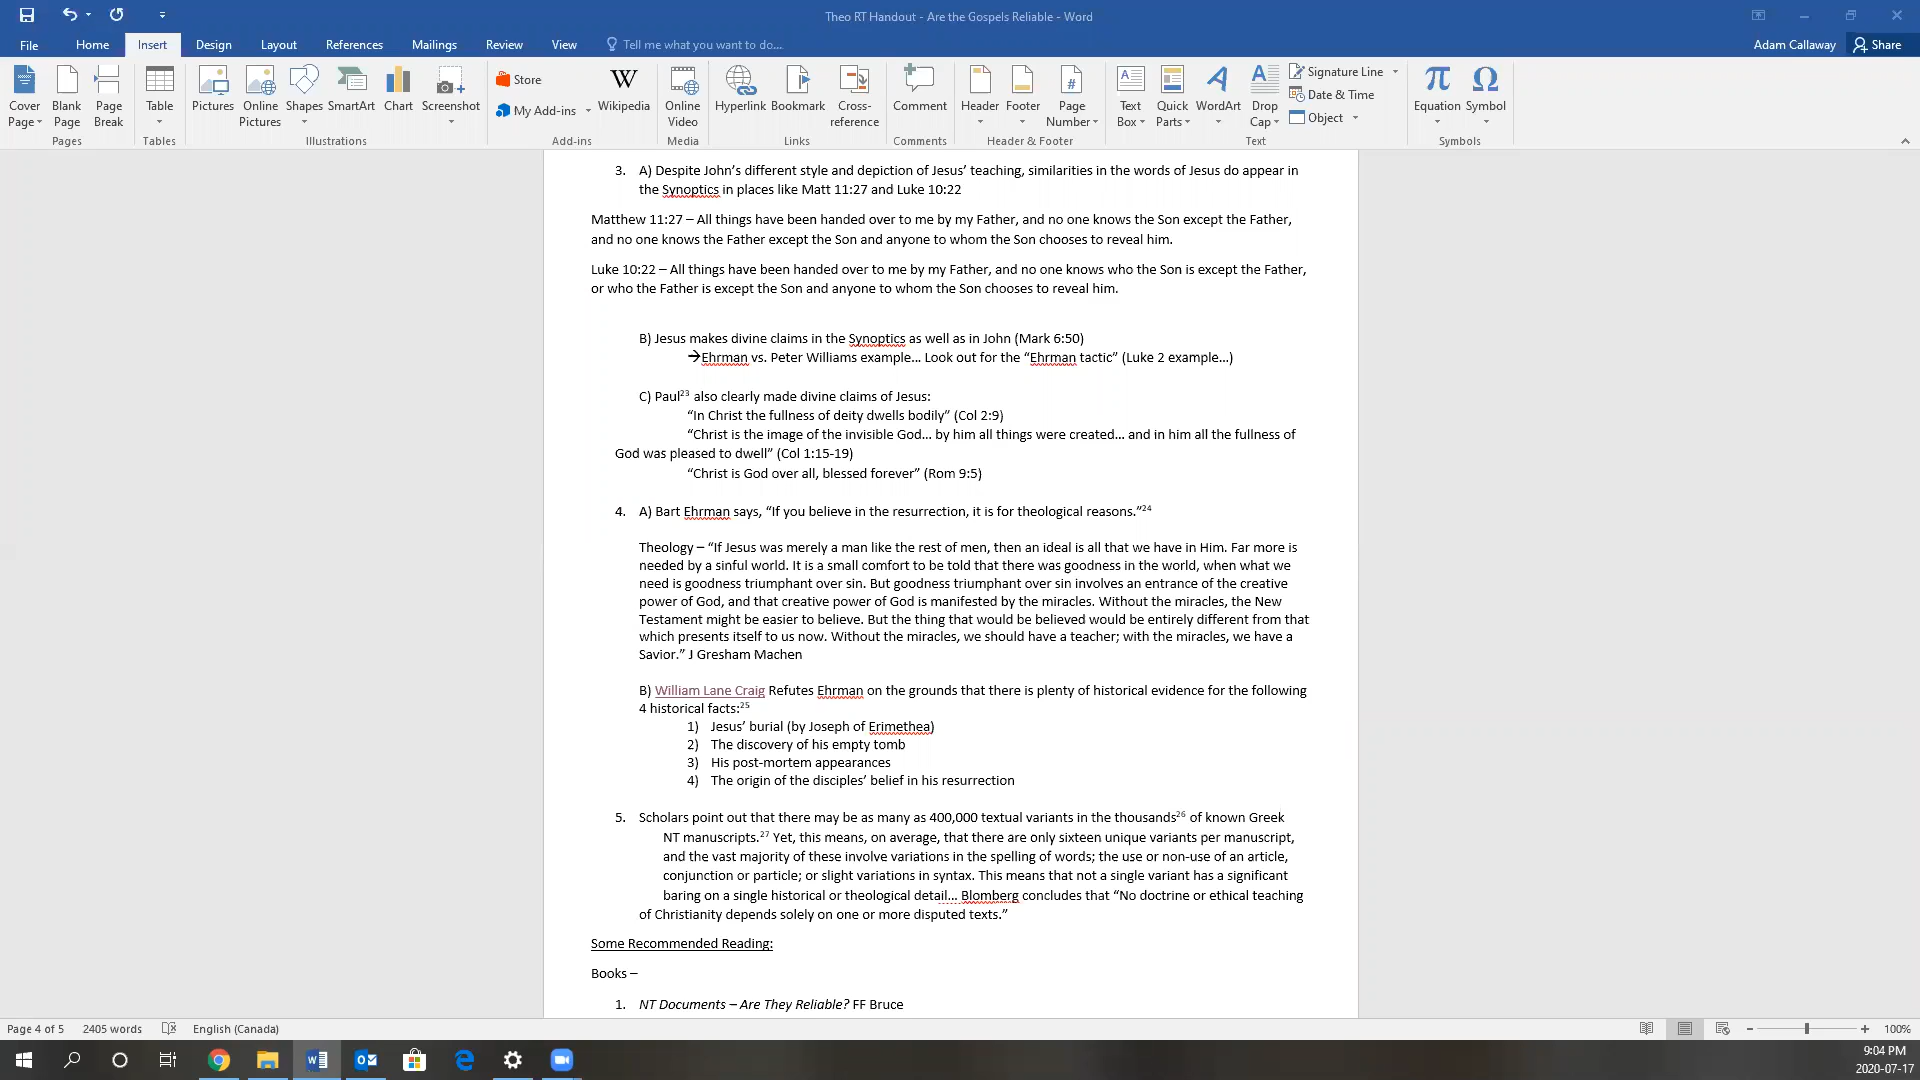 Theo RT Handout - Are the Gospels Reliable - Word
File Home Insert Design Layout References Mailings Review View Tell me what you want to do... Adam Callaway Share
Cover Page Blank Page Page Break Table Pictures Online Pictures Shapes SmartArt Chart Screenshot Store My Add-ins Wikipedia Online Video Hyperlink Bookmark Cross-reference Comment Header Footer Page Number Text Box Quick Parts WordArt Drop Cap Signature Line Date & Time Object Equation Symbol
Pages Tables Illustrations Add-ins Media Links Comments Header & Footer Text Symbols
3. A) Despite John’s different style and depiction of Jesus’ teaching, similarities in the words of Jesus do appear in
the Synoptics in places like Matt 11:27 and Luke 10:22
Matthew 11:27 – All things have been handed over to me by my Father, and no one knows the Son except the Father,
and no one knows the Father except the Son and anyone to whom the Son chooses to reveal him.
Luke 10:22 – All things have been handed over to me by my Father, and no one knows who the Son is except the Father,
or who the Father is except the Son and anyone to whom the Son chooses to reveal him.
B) Jesus makes divine claims in the Synoptics as well as in John (Mark 6:50)
→Ehrman vs. Peter Williams example... Look out for the “Ehrman tactic” (Luke 2 example...)
C) Paul23 also clearly made divine claims of Jesus:
“In Christ the fullness of deity dwells bodily” (Col 2:9)
“Christ is the image of the invisible God... by him all things were created... and in him all the fullness of
God was pleased to dwell” (Col 1:15-19)
“Christ is God over all, blessed forever” (Rom 9:5)
4. A) Bart Ehrman says, “If you believe in the resurrection, it is for theological reasons.”24
Theology – “If Jesus was merely a man like the rest of men, then an ideal is all that we have in Him. Far more is
needed by a sinful world. It is a small comfort to be told that there was goodness in the world, when what we
need is goodness triumphant over sin. But goodness triumphant over sin involves an entrance of the creative
power of God, and that creative power of God is manifested by the miracles. Without the miracles, the New
Testament might be easier to believe. But the thing that would be believed would be entirely different from that
which presents itself to us now. Without the miracles, we should have a teacher; with the miracles, we have a
Savior.” J Gresham Machen
B) William Lane Craig Refutes Ehrman on the grounds that there is plenty of historical evidence for the following
4 historical facts:25
1) Jesus’ burial (by Joseph of Erimethea)
2) The discovery of his empty tomb
3) His post-mortem appearances
4) The origin of the disciples’ belief in his resurrection
5. Scholars point out that there may be as many as 400,000 textual variants in the thousands26 of known Greek
NT manuscripts.27 Yet, this means, on average, that there are only sixteen unique variants per manuscript,
and the vast majority of these involve variations in the spelling of words; the use or non-use of an article,
conjunction or particle; or slight variations in syntax. This means that not a single variant has a significant
baring on a single historical or theological detail... Blomberg concludes that “No doctrine or ethical teaching
of Christianity depends solely on one or more disputed texts.”
Some Recommended Reading:
Books –
1. NT Documents – Are They Reliable? FF Bruce
Page 4 of 5 2405 words English (Canada) 100%
9:04 PM
2020-07-17